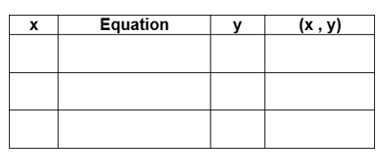 x Equation y (x , y)